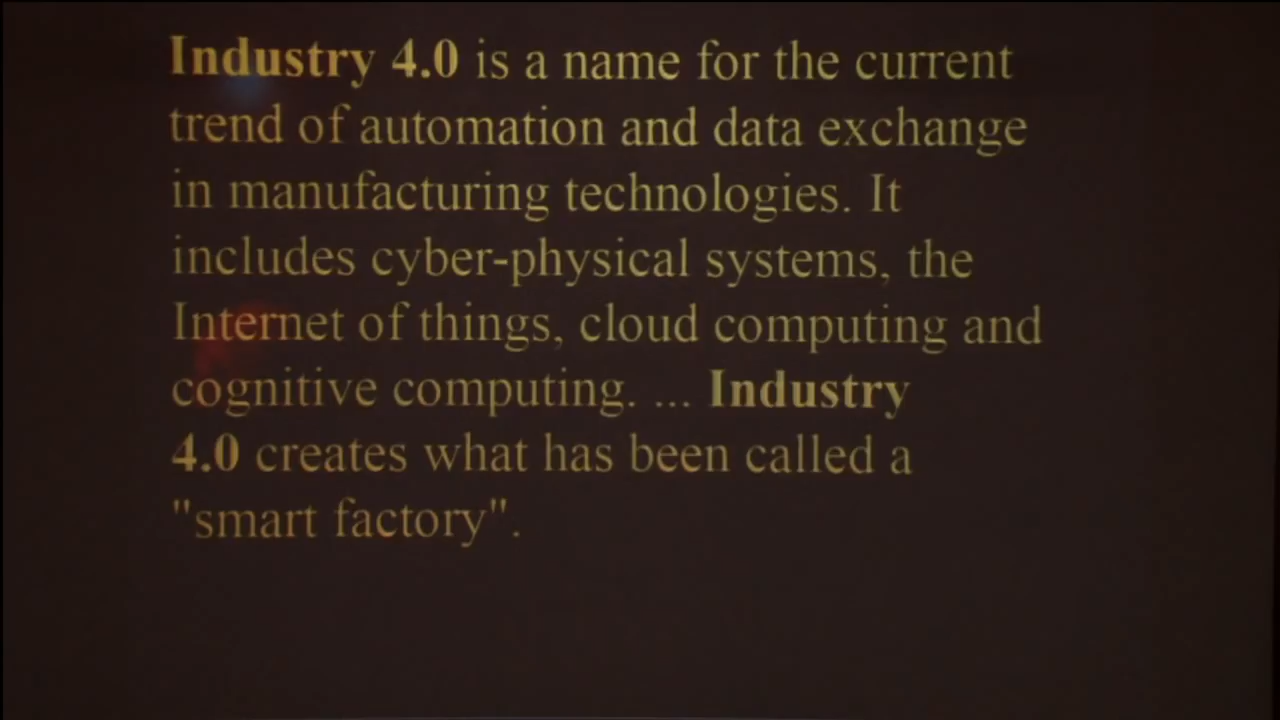 Industry 4.0 is a name for the current
trend of automation and data exchange
in manufacturing technologies. It
includes cyber-physical systems, the
Internet of things, cloud computing and
cognitive computing. ... Industry
4.0 creates what has been called a
"smart factory".